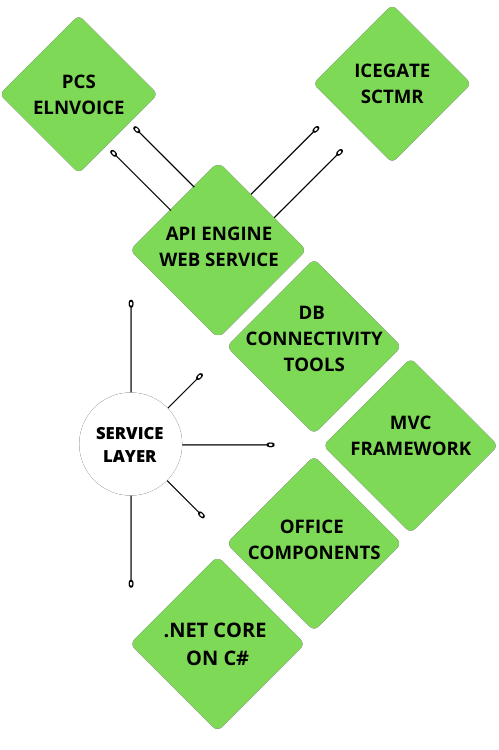 PCS
ELNVOICE
ICEGATE
SCTMR
API ENGINE
WEB SERVICE
DB
CONNECTIVITY
TOOLS
MVC
FRAMEWORK
SERVICE
LAYER
OFFICE
COMPONENTS
.NET CORE
ON C#